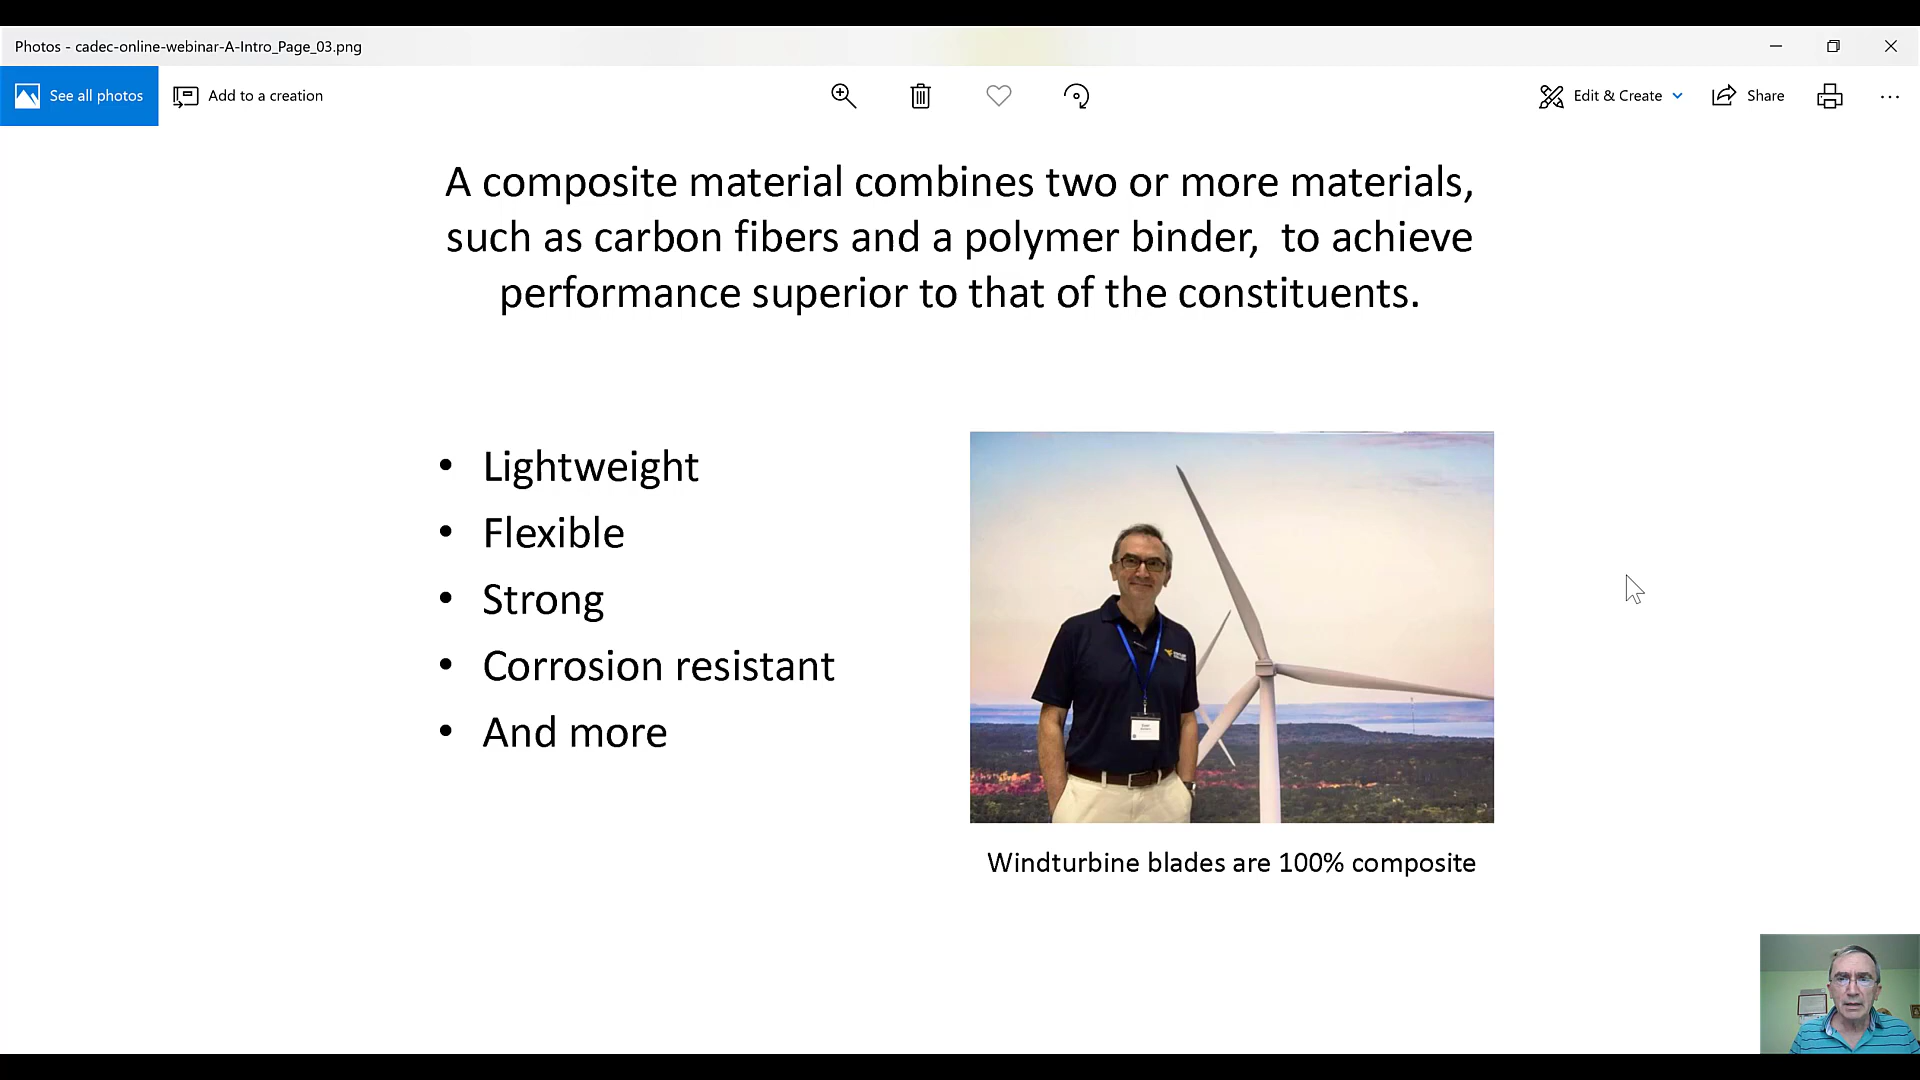 Photos - cadec-online-webinar-A-Intro_Page_03.png
See all photos
Add to a creation
Edit & Create
Share
A composite material combines two or more materials,
such as carbon fibers and a polymer binder,  to achieve
performance superior to that of the constituents.
• Lightweight
• Flexible
• Strong
• Corrosion resistant
• And more
Windturbine blades are 100% composite